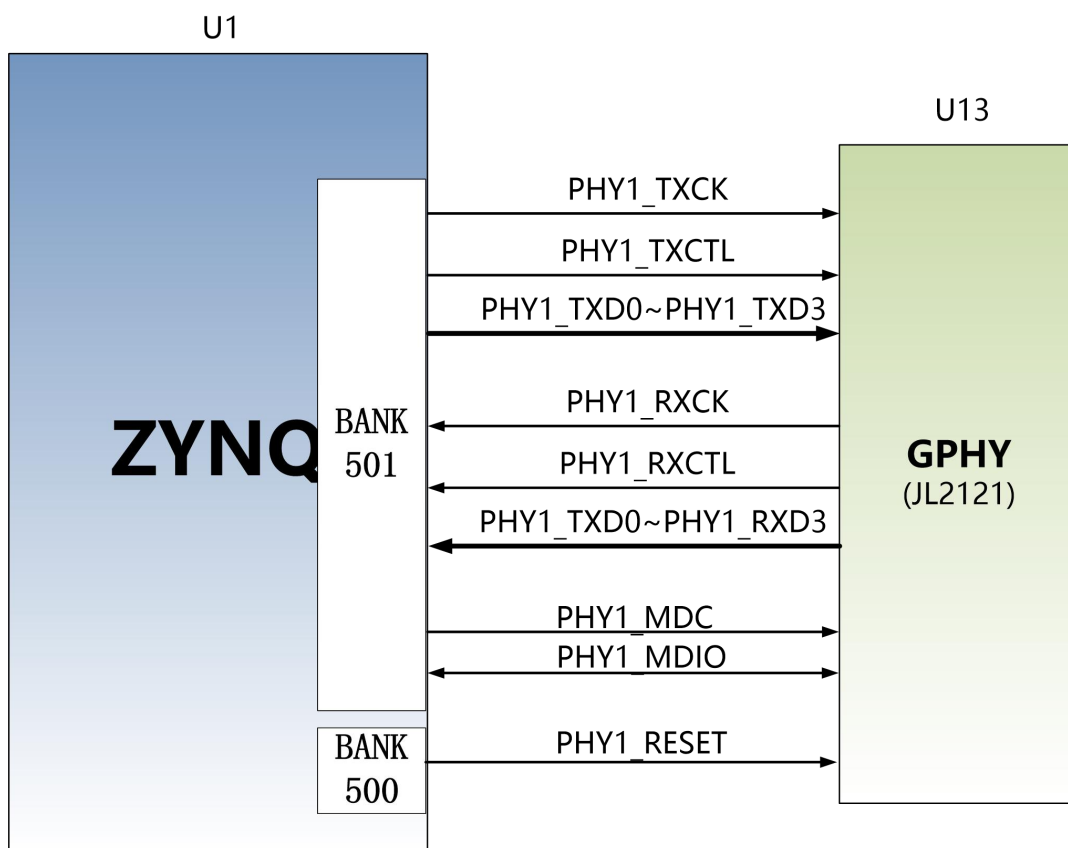 U1
U13
PHY1_TXCK
PHY1_TXCTL
PHY1_TXD0~PHY1_TXD3
PHY1_RXCK
PHY1_RXCTL
PHY1_TXD0~PHY1_RXD3
PHY1_MDC
PHY1_MDIO
PHY1_RESET
ZYNQ
BANK
501
BANK
500
GPHY
(JL2121)